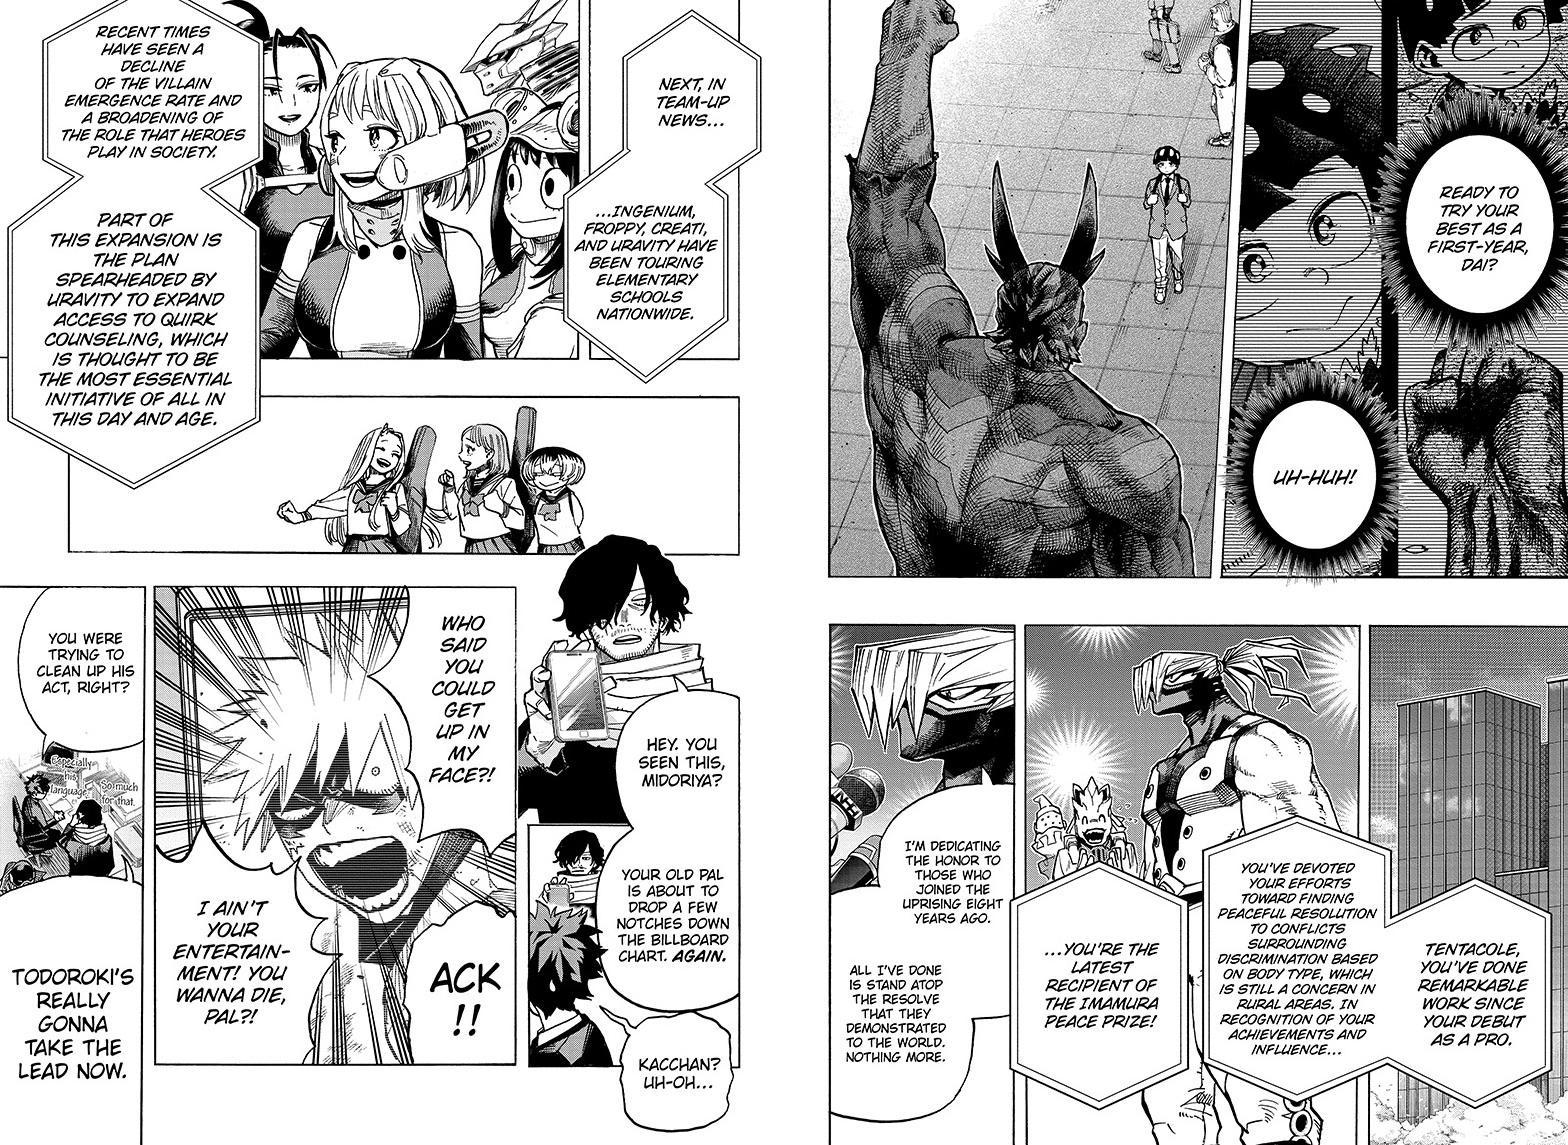 READY TO
TRY YOUR
BEST AS A
FIRST-YEAR,
DAI?
UH-HUH!
TENTACOLE,
YOU'VE DONE
REMARKABLE
WORK SINCE
YOUR DEBUT
AS A PRO.
YOU'VE DEVOTED
YOUR EFFORTS
TOWARD FINDING
PEACEFUL RESOLUTION
TO CONFLICTS
SURROUNDING
DISCRIMINATION BASED
ON BODY TYPE, WHICH
IS STILL A CONCERN IN
RURAL AREAS. IN
RECOGNITION OF YOUR
ACHIEVEMENTS AND
INFLUENCE...
...YOU'RE THE
LATEST
RECIPIENT OF
THE IMAMURA
PEACE PRIZE!
I'M DEDICATING
THE HONOR TO
THOSE WHO
JOINED THE
UPRISING EIGHT
YEARS AGO.
ALL I'VE DONE
IS STAND ATOP
THE RESOLVE
THAT THEY
DEMONSTRATED
TO THE WORLD.
NOTHING MORE.
NEXT, IN
TEAM-UP
NEWS...
...INGENIUM,
FROPPY, CREATI,
AND URAVITY HAVE
BEEN TOURING
ELEMENTARY
SCHOOLS
NATIONWIDE.
RECENT TIMES
HAVE SEEN A
DECLINE
OF THE VILLAIN
EMERGENCE RATE AND
A BROADENING OF
THE ROLE THAT HEROES
PLAY IN SOCIETY.
PART OF
THIS EXPANSION IS
THE PLAN
SPEARHEADED BY
URAVITY TO EXPAND
ACCESS TO QUIRK
COUNSELING, WHICH
IS THOUGHT TO BE
THE MOST ESSENTIAL
INITIATIVE OF ALL IN
THIS DAY AND AGE.
HEY. YOU
SEEN THIS,
MIDORIYA?
YOUR OLD PAL
IS ABOUT TO
DROP A FEW
NOTCHES DOWN
THE BILLBOARD
CHART. AGAIN.
KACCHAN?
UH-OH...
WHO
SAID
YOU
COULD
GET
UP IN
MY
FACE?!
I AIN'T
YOUR
ENTERTAIN-
MENT! YOU
WANNA DIE,
PAL?!
ACK
!!
YOU WERE
TRYING TO
CLEAN UP HIS
ACT, RIGHT?
So much
for that.
Especially
his
language.
TODOROKI'S
REALLY
GONNA
TAKE THE
LEAD NOW.